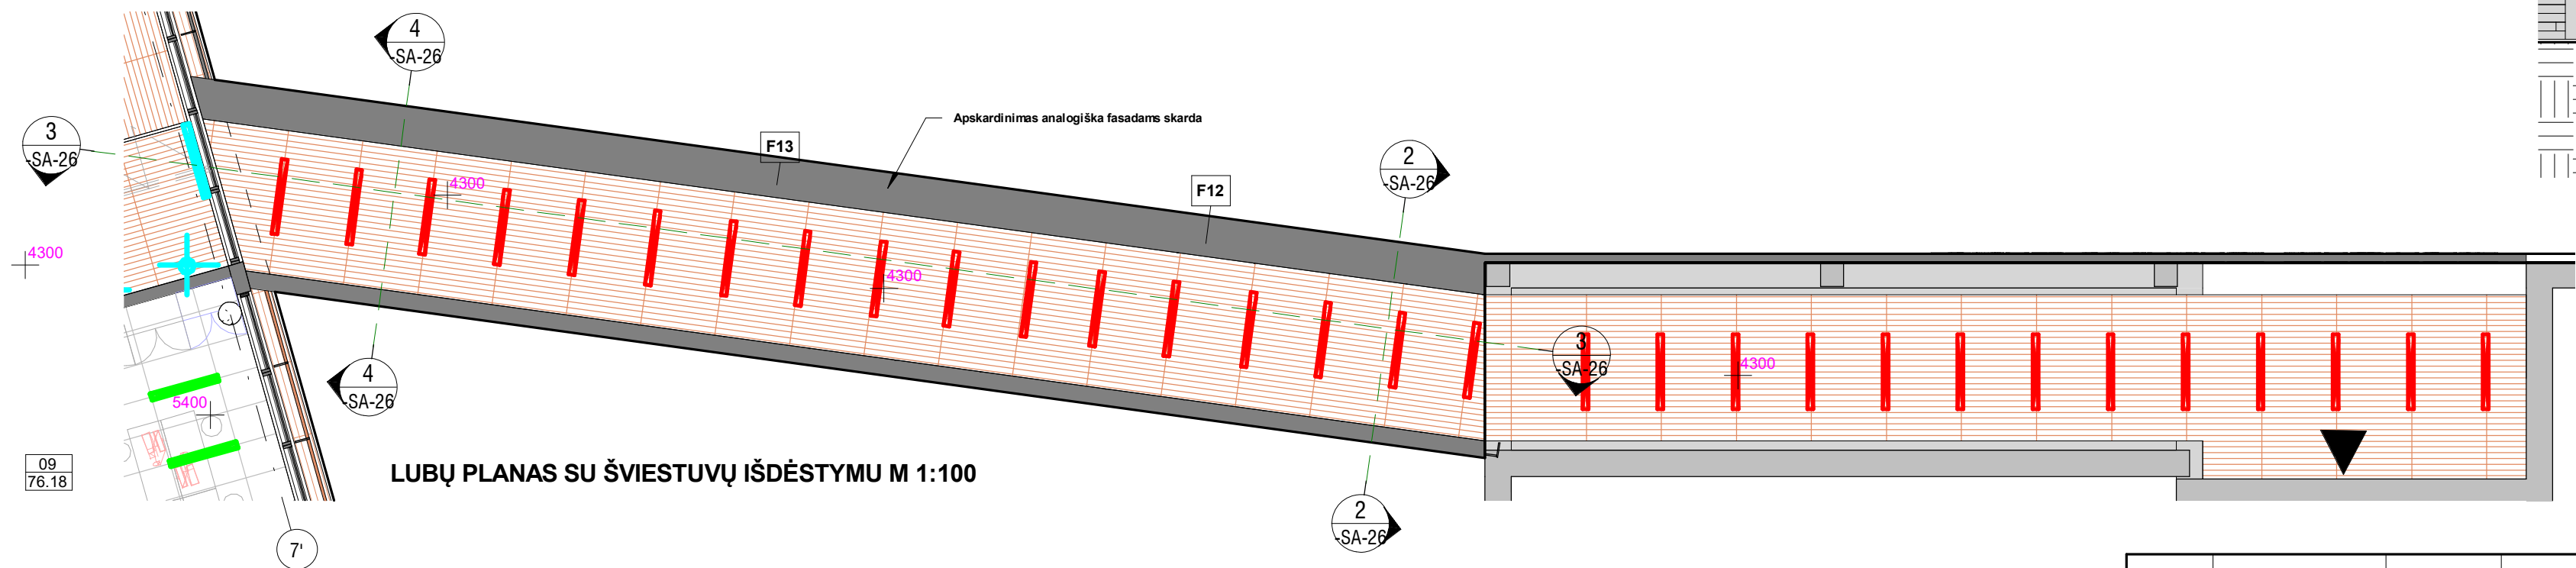 4
-SA-26
3
-SA-26
Apskardinimas analogiška fasadams skarda
F13
2
-SA-26
F12
4300
4300
4300
3
-SA-26
4300
4
-SA-26
5400
09
76.18
LUBŲ PLANAS SU ŠVIESTUVŲ IŠDĖSTYMU M 1:100
2
-SA-26
7'